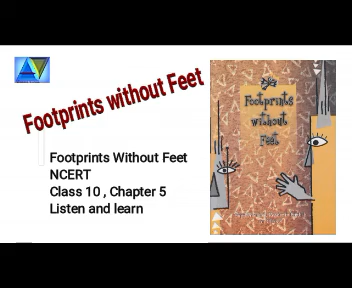 Footprints without Feet
Footprints Without Feet
NCERT
Class 10 , Chapter 5
Listen and learn
Footprints
without
Feet